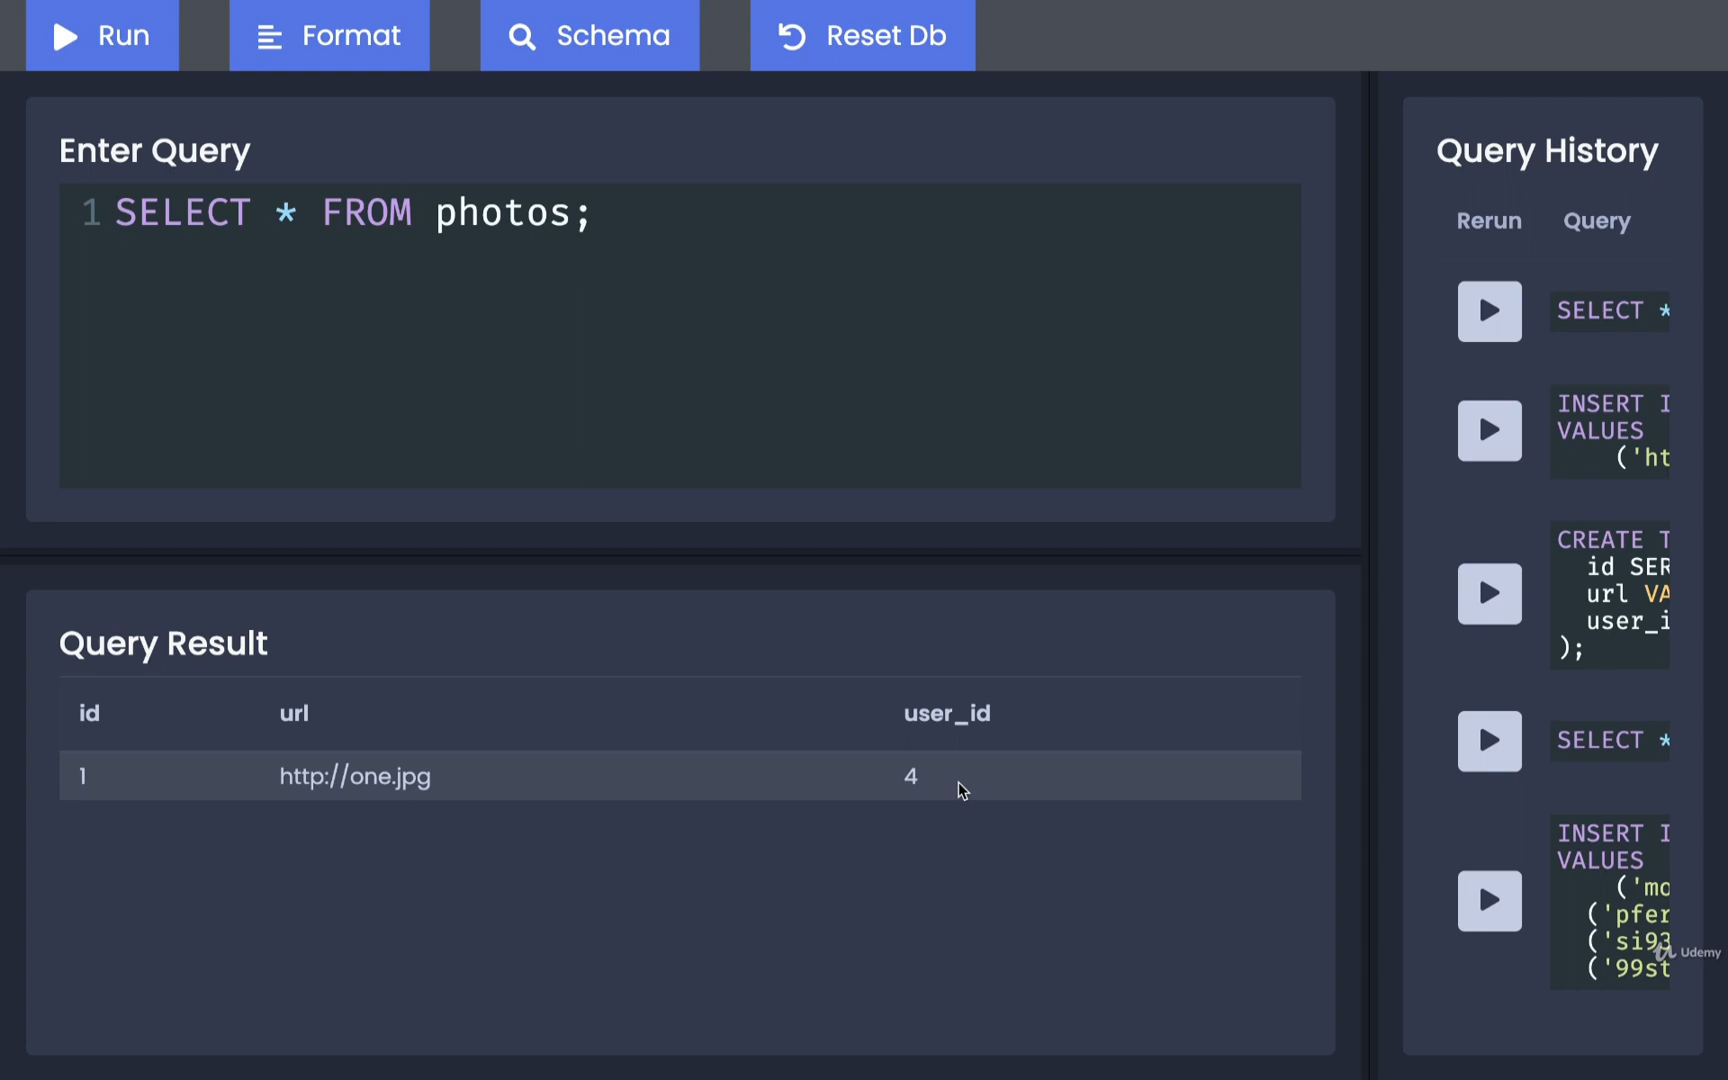 Run
Format
Schema
Reset Db
Enter Query
1 SELECT * FROM photos;
Query Result
id url user_id
1 http://one.jpg 4
Query History
Rerun Query
SELECT *
INSERT I
VALUES
('ht
CREATE T
id SER
url VA
user_i
);
SELECT *
INSERT I
VALUES
('mo
('pfer
('si93
('99st
Udemy